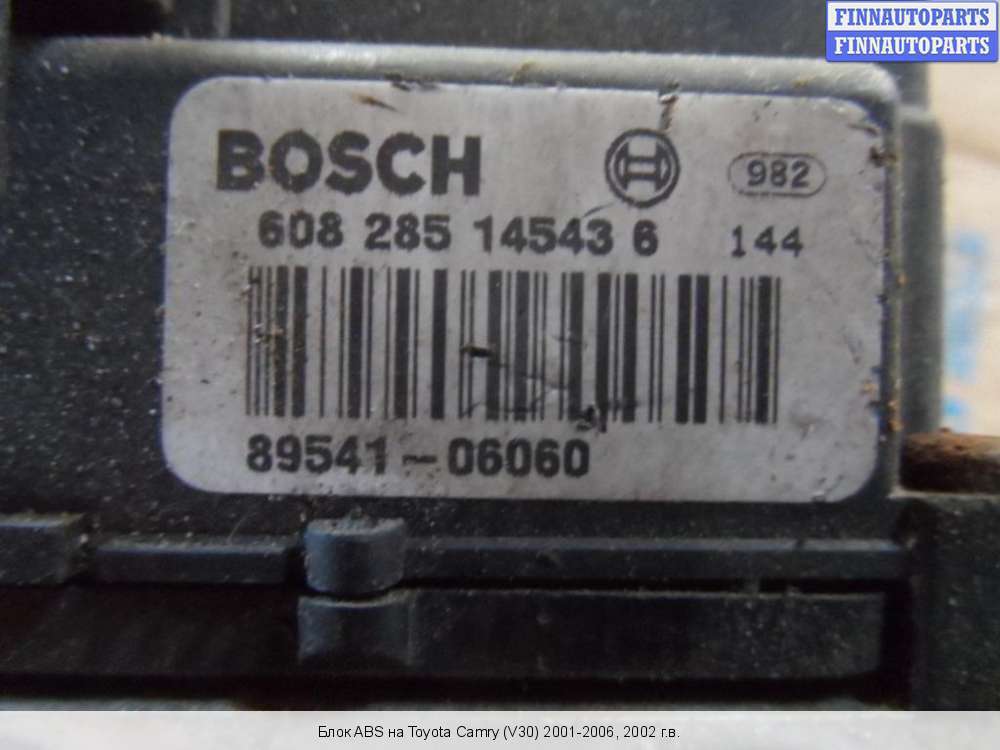 FINNAUTOPARTS
FINNAUTOPARTS
BOSCH 982
608 285 14543 6 144
89541-06060
Блок ABS на Toyota Camry (V30) 2001-2006, 2002 г.в.